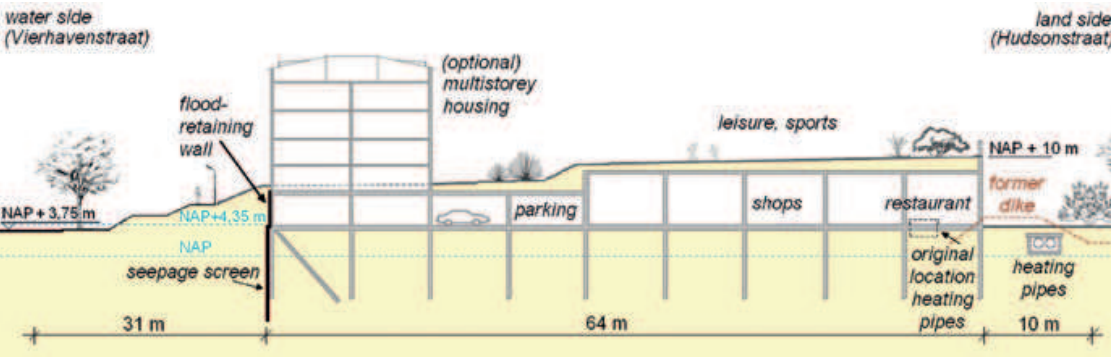 water side
(Vierhavenstraat)
land side
(Hudsonstraat)
(optional)
multistorey
housing
flood-
retaining
wall
leisure, sports
NAP + 10 m
former
dike
NAP + 3,75 m
NAP+4,35 m
parking
shops
restaurant
NAP
seepage screen
original
location
heating
pipes
heating
pipes
31 m
64 m
10 m